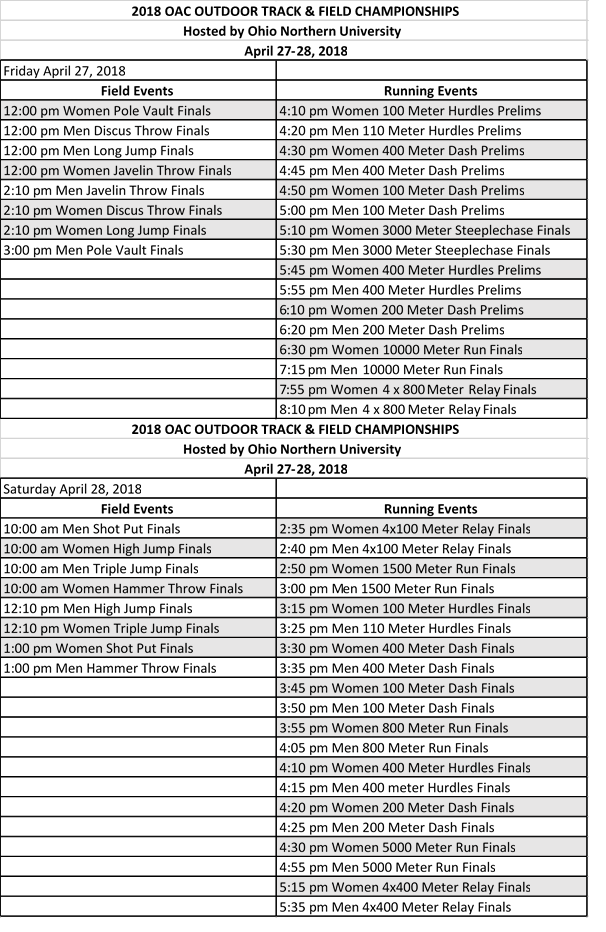 2018 OAC OUTDOOR TRACK & FIELD CHAMPIONSHIPS
Hosted by Ohio Northern University
April 27-28, 2018
Friday April 27, 2018
Field Events Running Events
12:00 pm Women Pole Vault Finals 4:10 pm Women 100 Meter Hurdles Prelims
12:00 pm Men Discus Throw Finals 4:20 pm Men 110 Meter Hurdles Prelims
12:00 pm Men Long Jump Finals 4:30 pm Women 400 Meter Dash Prelims
12:00 pm Women Javelin Throw Finals 4:45 pm Men 400 Meter Dash Prelims
2:10 pm Men Javelin Throw Finals 4:50 pm Women 100 Meter Dash Prelims
2:10 pm Women Discus Throw Finals 5:00 pm Men 100 Meter Dash Prelims
2:10 pm Women Long Jump Finals 5:10 pm Women 3000 Meter Steeplechase Finals
3:00 pm Men Pole Vault Finals 5:30 pm Men 3000 Meter Steeplechase Finals
5:45 pm Women 400 Meter Hurdles Prelims
5:55 pm Men 400 Meter Hurdles Prelims
6:10 pm Women 200 Meter Dash Prelims
6:20 pm Men 200 Meter Dash Prelims
6:30 pm Women 10000 Meter Run Finals
7:15 pm Men 10000 Meter Run Finals
7:55 pm Women 4 x 800 Meter Relay Finals
8:10 pm Men 4 x 800 Meter Relay Finals
2018 OAC OUTDOOR TRACK & FIELD CHAMPIONSHIPS
Hosted by Ohio Northern University
April 27-28, 2018
Saturday April 28, 2018
Field Events Running Events
10:00 am Men Shot Put Finals 2:35 pm Women 4x100 Meter Relay Finals
10:00 am Women High Jump Finals 2:40 pm Men 4x100 Meter Relay Finals
10:00 am Men Triple Jump Finals 2:50 pm Women 1500 Meter Run Finals
10:00 am Women Hammer Throw Finals 3:00 pm Men 1500 Meter Run Finals
12:10 pm Men High Jump Finals 3:15 pm Women 100 Meter Hurdles Finals
12:10 pm Women Triple Jump Finals 3:25 pm Men 110 Meter Hurdles Finals
1:00 pm Women Shot Put Finals 3:30 pm Women 400 Meter Dash Finals
1:00 pm Men Hammer Throw Finals 3:35 pm Men 400 Meter Dash Finals
3:45 pm Women 100 Meter Dash Finals
3:50 pm Men 100 Meter Dash Finals
3:55 pm Women 800 Meter Run Finals
4:05 pm Men 800 Meter Run Finals
4:10 pm Women 400 Meter Hurdles Finals
4:15 pm Men 400 meter Hurdles Finals
4:20 pm Women 200 Meter Dash Finals
4:25 pm Men 200 Meter Dash Finals
4:30 pm Women 5000 Meter Run Finals
4:55 pm Men 5000 Meter Run Finals
5:15 pm Women 4x400 Meter Relay Finals
5:35 pm Men 4x400 Meter Relay Finals